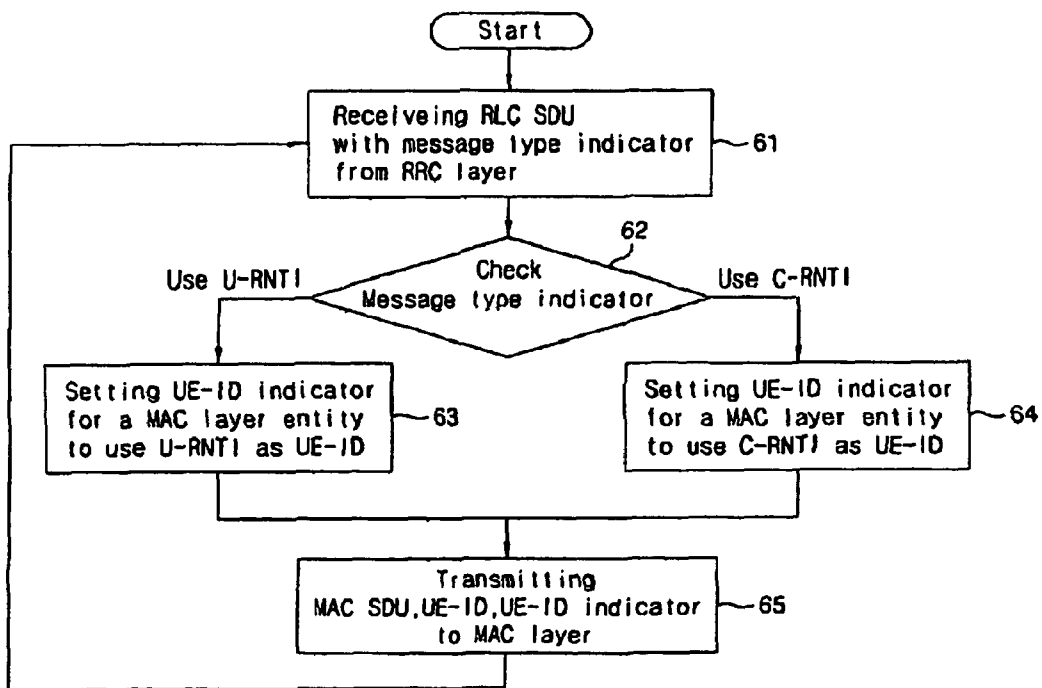 Start
Receiveing RLC SDU
with message type indicator
from RRC layer
61
62
Check
Message type indicator
Use U-RNTI
Use C-RNTI
Setting UE-ID indicator
for a MAC layer entity
to use U-RNTI as UE-ID
63
Setting UE-ID indicator
for a MAC layer entity
to use C-RNTI as UE-ID
64
Transmitting
MAC SDU,UE-ID,UE-ID indicator
to MAC layer
65